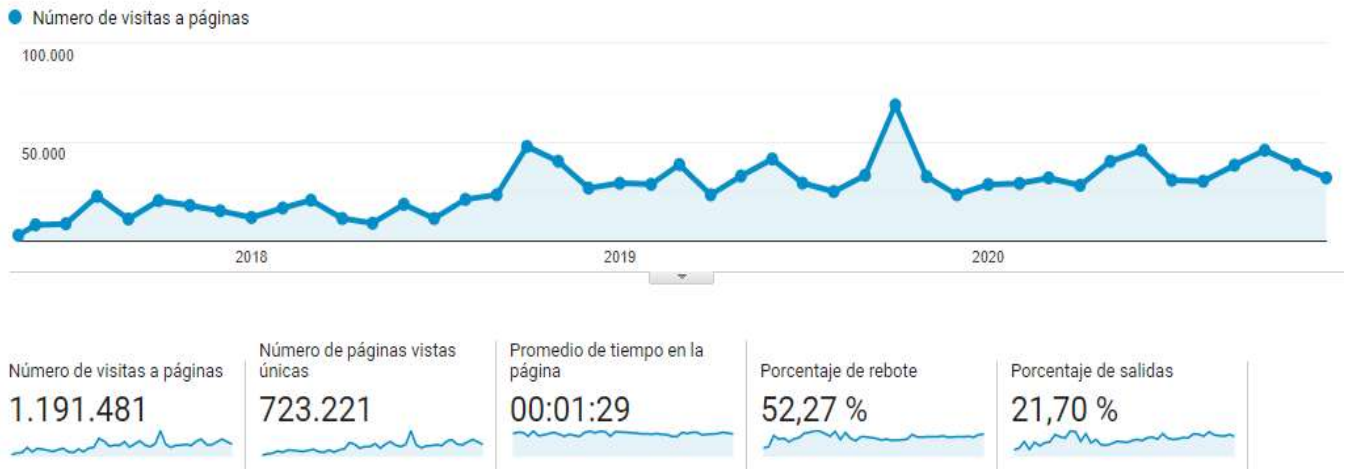 Número de visitas a páginas
100.000
50.000
2018 2019 2020
Número de visitas a páginas
1.191.481
Número de páginas vistas
únicas
723.221
Promedio de tiempo en la
página
00:01:29
Porcentaje de rebote
52,27 %
Porcentaje de salidas
21,70 %